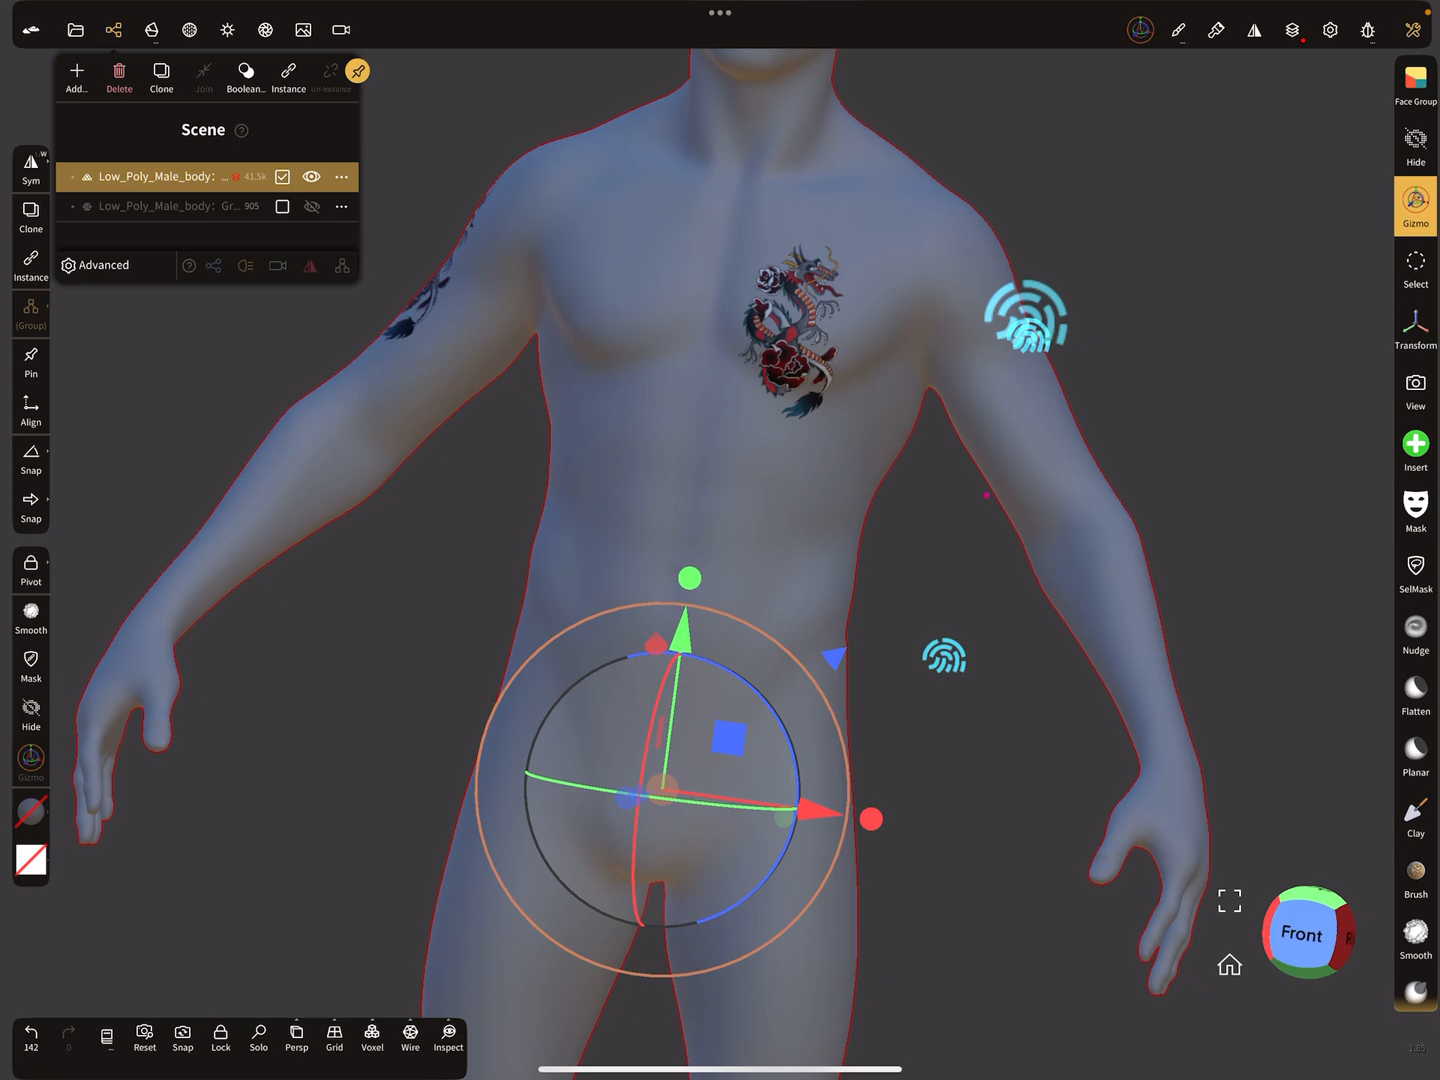 Add...
Delete
Clone
Join
Boolean...
Instance
Un-instance
Scene
Low_Poly_Male_body: ... 41.5k
Low_Poly_Male_body: Gr... 905
Advanced
W
Sym
Clone
Instance
(Group)
Pin
Align
Snap
Snap
Pivot
Smooth
Mask
Hide
Gizmo
Face Group
Hide
Gizmo
Select
Transform
View
Insert
Mask
SelMask
Nudge
Flatten
Planar
Clay
Brush
Smooth
Front
142
0
...
Reset
Snap
Lock
Solo
Persp
Grid
Voxel
Wire
Inspect
1.85